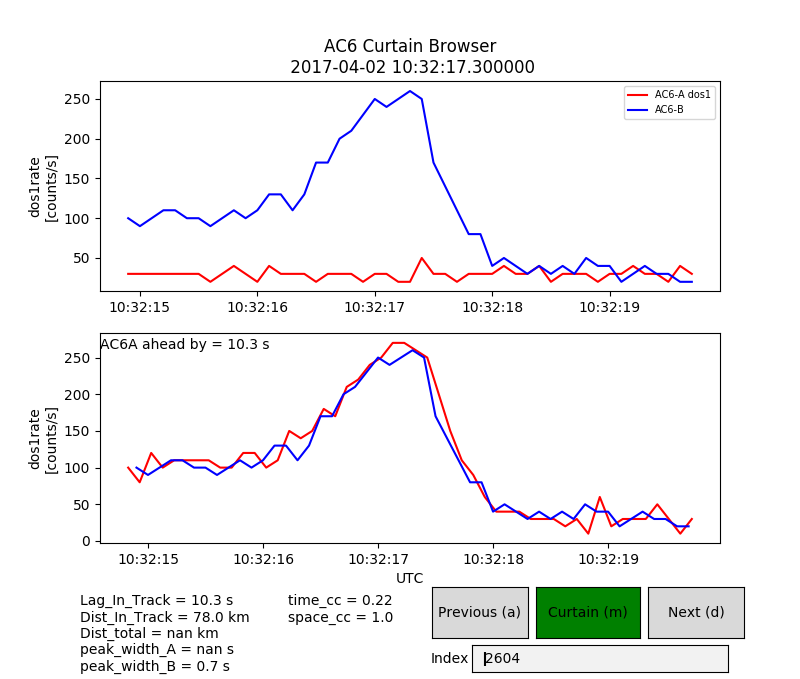 AC6 Curtain Browser
2017-04-02 10:32:17.300000
AC6-A dos1
AC6-B
dos1rate
[counts/s]
250
200
150
100
50
10:32:15 10:32:16 10:32:17 10:32:18 10:32:19
AC6A ahead by = 10.3 s
dos1rate
[counts/s]
250
200
150
100
50
0
10:32:15 10:32:16 10:32:17 10:32:18 10:32:19
UTC
Lag_In_Track = 10.3 s
Dist_In_Track = 78.0 km
Dist_total = nan km
peak_width_A = nan s
peak_width_B = 0.7 s
time_cc = 0.22
space_cc = 1.0
Previous (a) Curtain (m) Next (d)
Index 2604